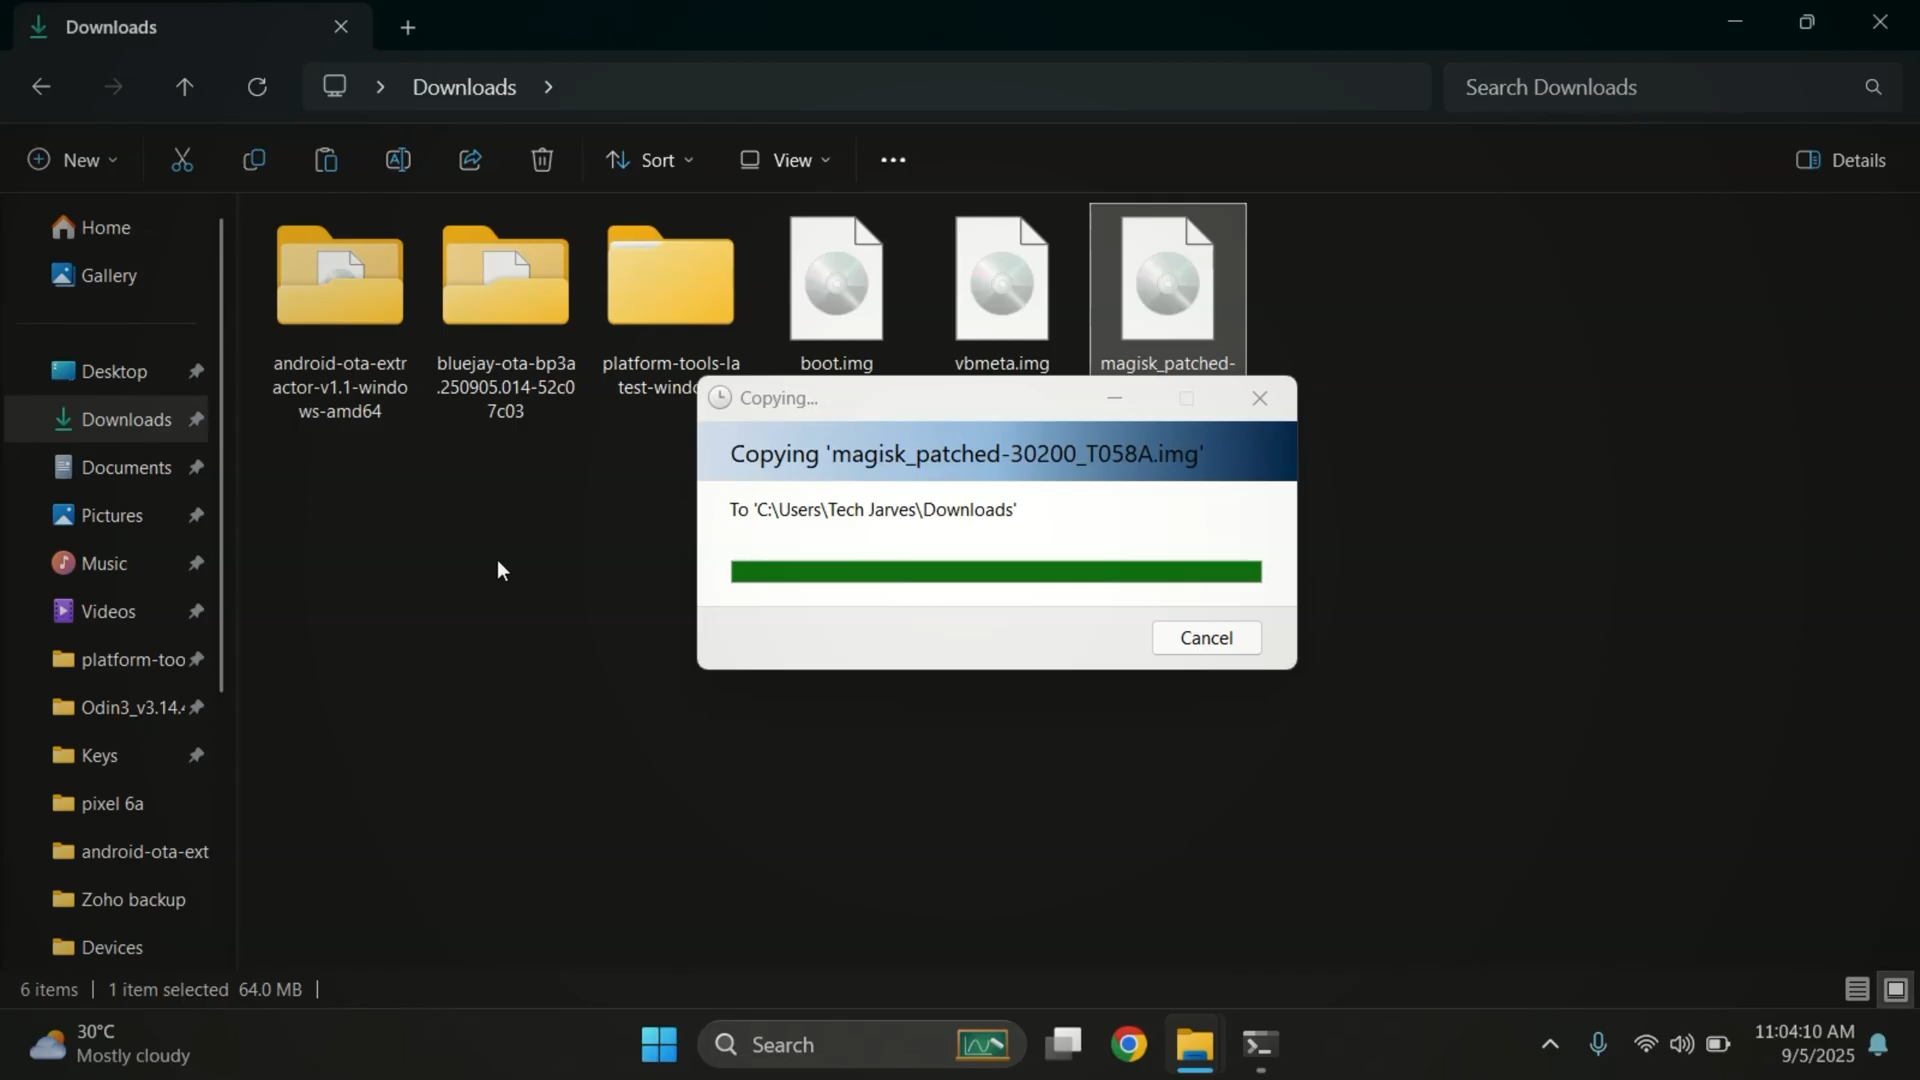 Downloads
Downloads
Search Downloads
New
Sort
View
Details
Home
Gallery
Desktop
Downloads
Documents
Pictures
Music
Videos
platform-too
Odin3_v3.14.4
Keys
pixel 6a
android-ota-ext
Zoho backup
Devices
android-ota-extr
actor-v1.1-windo
ws-amd64
bluejay-ota-bp3a
.250905.014-52c0
7c03
platform-tools-la
test-windo
boot.img
vbmeta.img
magisk_patched-
Copying...
Copying 'magisk_patched-30200_T058A.img'
To 'C:\Users\Tech Jarves\Downloads'
Cancel
6 items
1 item selected 64.0 MB
30°C
Mostly cloudy
Search
11:04:10 AM
9/5/2025